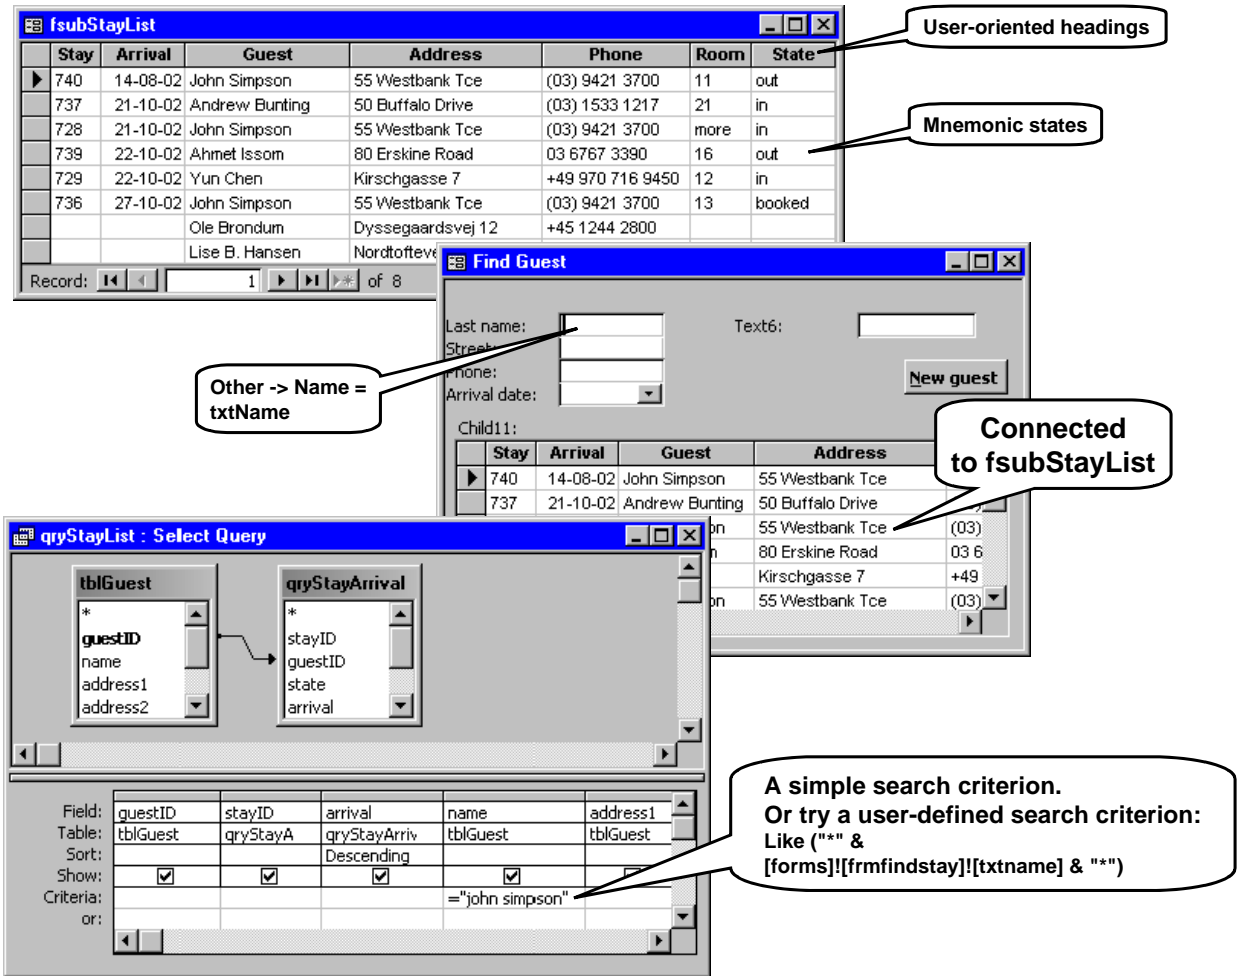 fsubStayList
Stay Arrival Guest Address Phone Room State
740 14-08-02 John Simpson 55 Westbank Tce (03) 9421 3700 11 out
737 21-10-02 Andrew Bunting 50 Buffalo Drive (03) 1533 1217 21 in
728 21-10-02 John Simpson 55 Westbank Tce (03) 9421 3700 more in
739 22-10-02 Ahmet Issom 80 Erskine Road 03 6767 3390 16 out
729 22-10-02 Yun Chen Kirschgasse 7 +49 970 716 9450 12 in
736 27-10-02 John Simpson 55 Westbank Tce (03) 9421 3700 13 booked
Ole Brondum Dyssegaardsvej 12 +45 1244 2800
Lise B. Hansen Nordtofteve
Record: 1 of 8
User-oriented headings
Mnemonic states
Find Guest
Last name: Text6:
Street:
Phone:
Arrival date:
New guest
Child11:
Stay Arrival Guest Address
740 14-08-02 John Simpson 55 Westbank Tce
737 21-10-02 Andrew Bunting 50 Buffalo Drive
on 55 Westbank Tce (03)
n 80 Erskine Road 03 6
Kirschgasse 7 +49
on 55 Westbank Tce (03)
Other -> Name =
txtName
Connected
to fsubStayList
qryStayList : Select Query
tblGuest
*
guestID
name
address1
address2
qryStayArrival
*
stayID
guestID
state
arrival
Field: guestID stayID arrival name address1
Table: tblGuest qryStayA qryStayArriv tblGuest tblGuest
Sort: Descending
Show:
Criteria: ="john simpson"
or:
A simple search criterion.
Or try a user-defined search criterion:
Like ("*" &
[forms]![frmfindstay]![txtname] & "*")